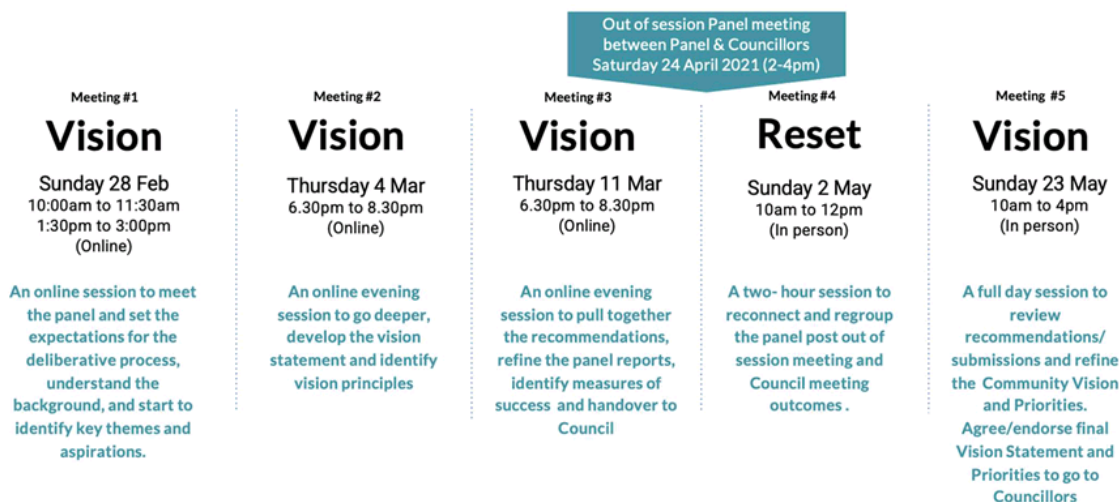 Out of session Panel meeting
between Panel & Councillors
Saturday 24 April 2021 (2-4pm)
Meeting #1
Vision
Sunday 28 Feb
10:00am to 11:30am
1:30pm to 3:00pm
(Online)
An online session to meet
the panel and set the
expectations for the
deliberative process,
understand the
background, and start to
identify key themes and
aspirations.
Meeting #2
Vision
Thursday 4 Mar
6.30pm to 8.30pm
(Online)
An online evening
session to go deeper,
develop the vision
statement and identify
vision principles
Meeting #3
Vision
Thursday 11 Mar
6.30pm to 8.30pm
(Online)
An online evening
session to pull together
the recommendations,
refine the panel reports,
identify measures of
success and handover to
Council
Meeting #4
Reset
Sunday 2 May
10am to 12pm
(In person)
A two- hour session to
reconnect and regroup
the panel post out of
session meeting and
Council meeting
outcomes .
Meeting #5
Vision
Sunday 23 May
10am to 4pm
(In person)
A full day session to
review
recommendations/
submissions and refine
the Community Vision
and Priorities.
Agree/endorse final
Vision Statement and
Priorities to go to
Councillors